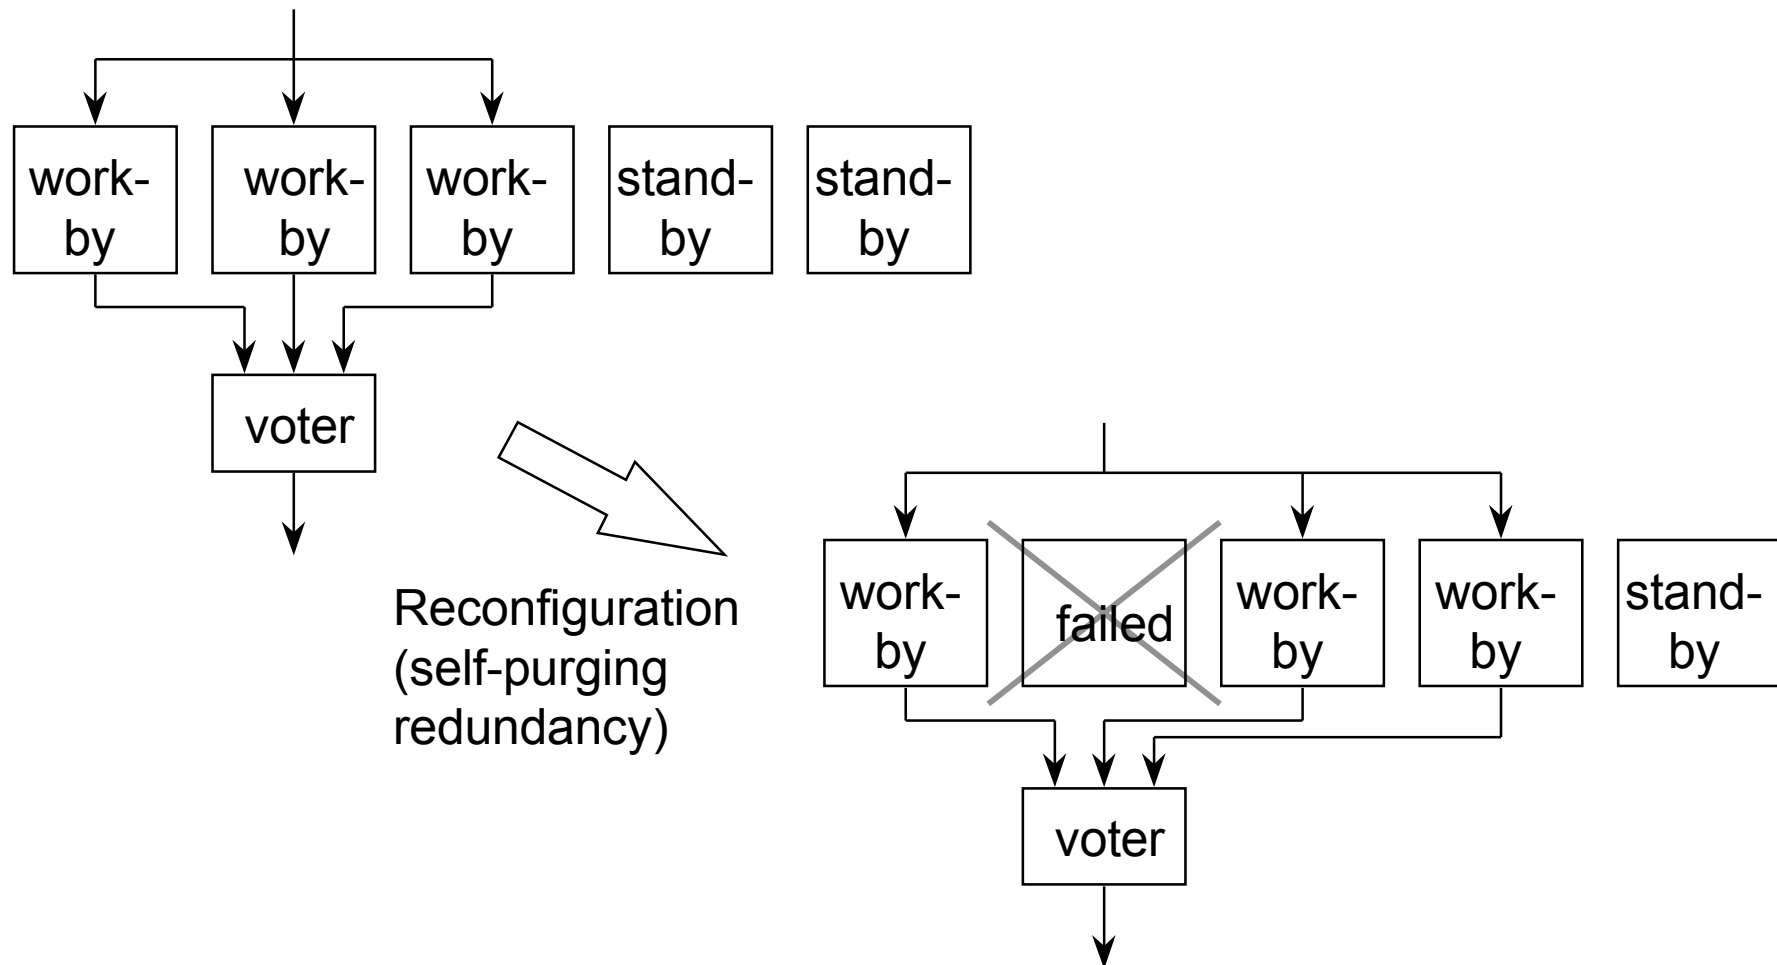 work-
by
work-
by
work-
by
stand-
by
stand-
by
voter
Reconfiguration
(self-purging
redundancy)
work-
by
failed
work-
by
work-
by
stand-
by
voter